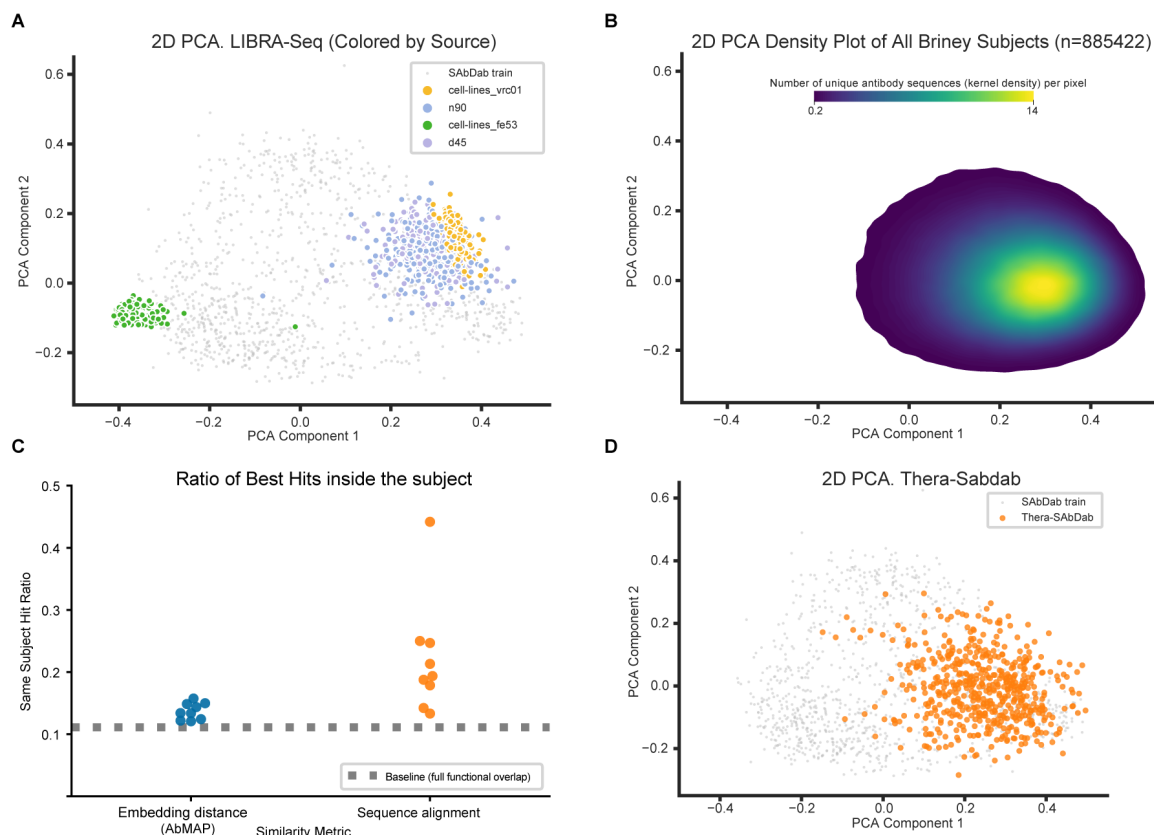 A
2D PCA. LIBRA-Seq (Colored by Source)
SAbDab train
cell-lines_vrc01
n90
cell-lines_fe53
d45
0.6
0.4
0.2
0.0
−0.2
PCA Component 2
−0.4
−0.2
0.0
0.2
0.4
PCA Component 1
B
2D PCA Density Plot of All Briney Subjects (n=885422)
Number of unique antibody sequences (kernel density) per pixel
0.2
14
0.6
0.4
0.2
0.0
−0.2
PCA Component 2
−0.4
−0.2
0.0
0.2
0.4
PCA Component 1
C
Ratio of Best Hits inside the subject
0.5
0.4
0.3
0.2
0.1
Same Subject Hit Ratio
Baseline (full functional overlap)
Embedding distance
(AbMAP)
Sequence alignment
Similarity Metric
D
2D PCA. Thera-Sabdab
SAbDab train
Thera-SAbDab
0.6
0.4
0.2
0.0
−0.2
PCA Component 2
−0.4
−0.2
0.0
0.2
0.4
PCA Component 1